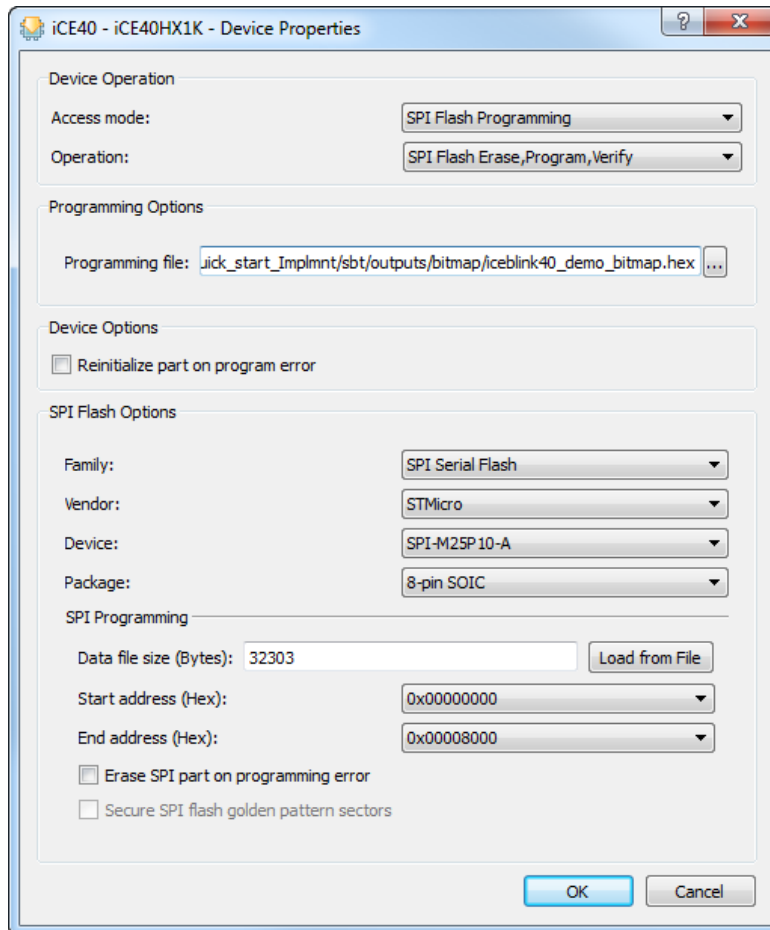 iCE40 - iCE40HX1K - Device Properties
Device Operation
Access mode: SPI Flash Programming
Operation: SPI Flash Erase,Program,Verify
Programming Options
Programming file: uick_start_Implmnt/sbt/outputs/bitmap/iceblink40_demo_bitmap.hex ...
Device Options
Reinitialize part on program error
SPI Flash Options
Family: SPI Serial Flash
Vendor: STMicro
Device: SPI-M25P10-A
Package: 8-pin SOIC
SPI Programming
Data file size (Bytes): 32303 Load from File
Start address (Hex): 0x00000000
End address (Hex): 0x00008000
Erase SPI part on programming error
Secure SPI flash golden pattern sectors
OK Cancel